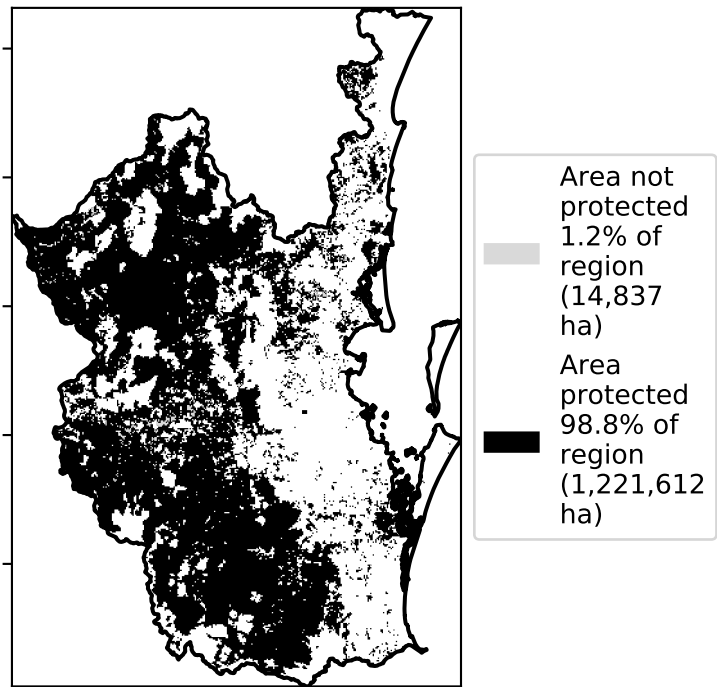 Area not
protected
1.2% of
region
(14,837
ha)
Area
protected
98.8% of
region
(1,221,612
ha)